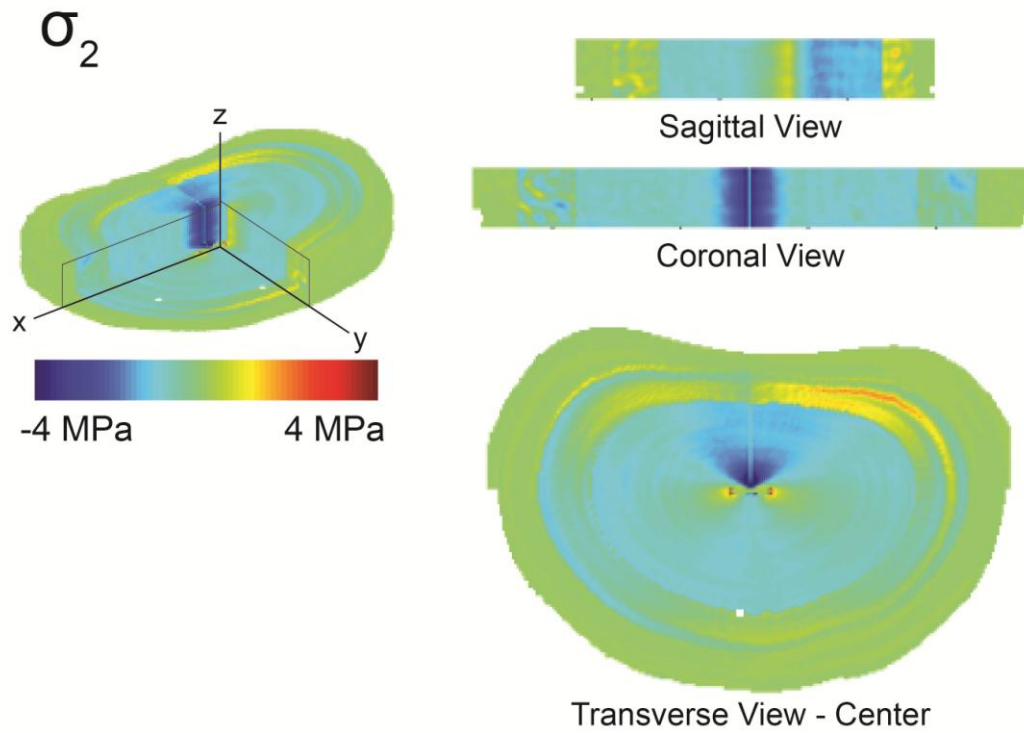 σ2
z
x
y
-4 MPa
4 MPa
Sagittal View
Coronal View
Transverse View - Center